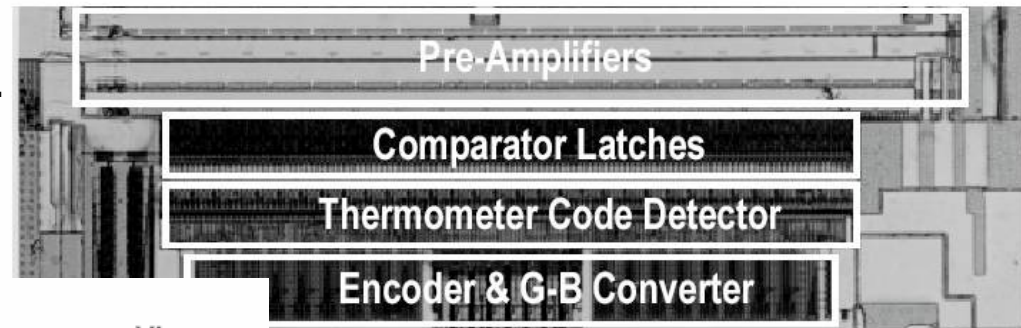 Pre-Amplifiers
Comparator Latches
Thermometer Code Detector
Encoder & G-B Converter